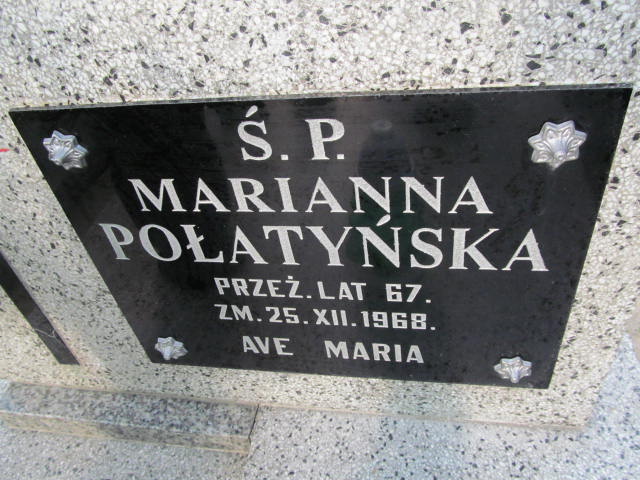 Ś. P.
MARIANNA
POŁATYŃSKA
PRZEŻ. LAT 67.
ZM. 25. XII. 1968.
AVE MARIA